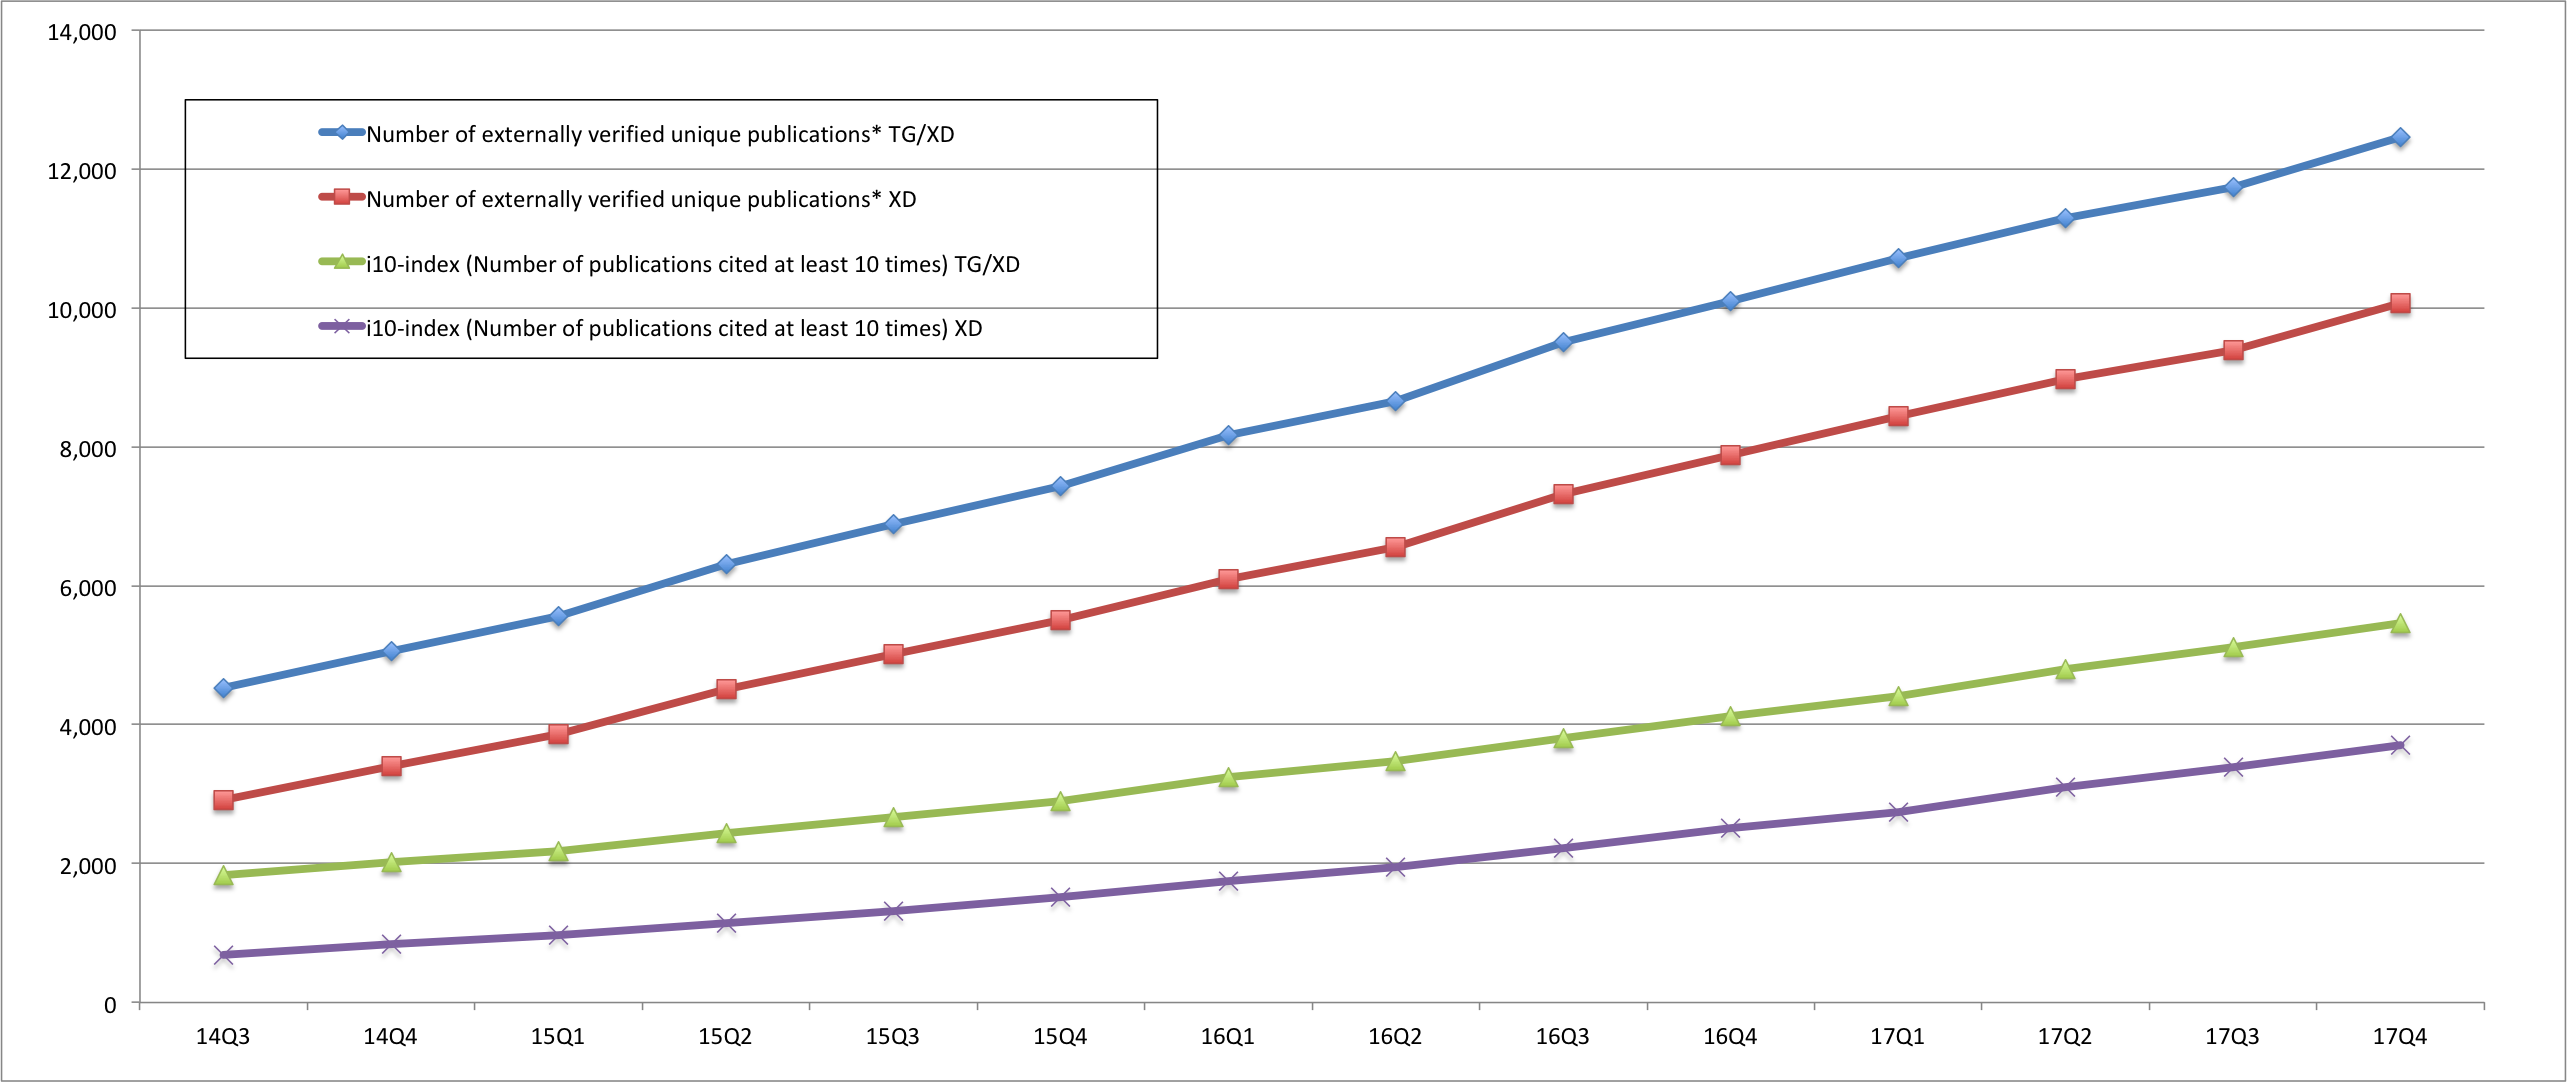 14,000
12,000
10,000
8,000
6,000
4,000
2,000
0
Number of externally verified unique publications* TG/XD
Number of externally verified unique publications* XD
i10-index (Number of publications cited at least 10 times) TG/XD
i10-index (Number of publications cited at least 10 times) XD
14Q3 14Q4 15Q1 15Q2 15Q3 15Q4 16Q1 16Q2 16Q3 16Q4 17Q1 17Q2 17Q3 17Q4